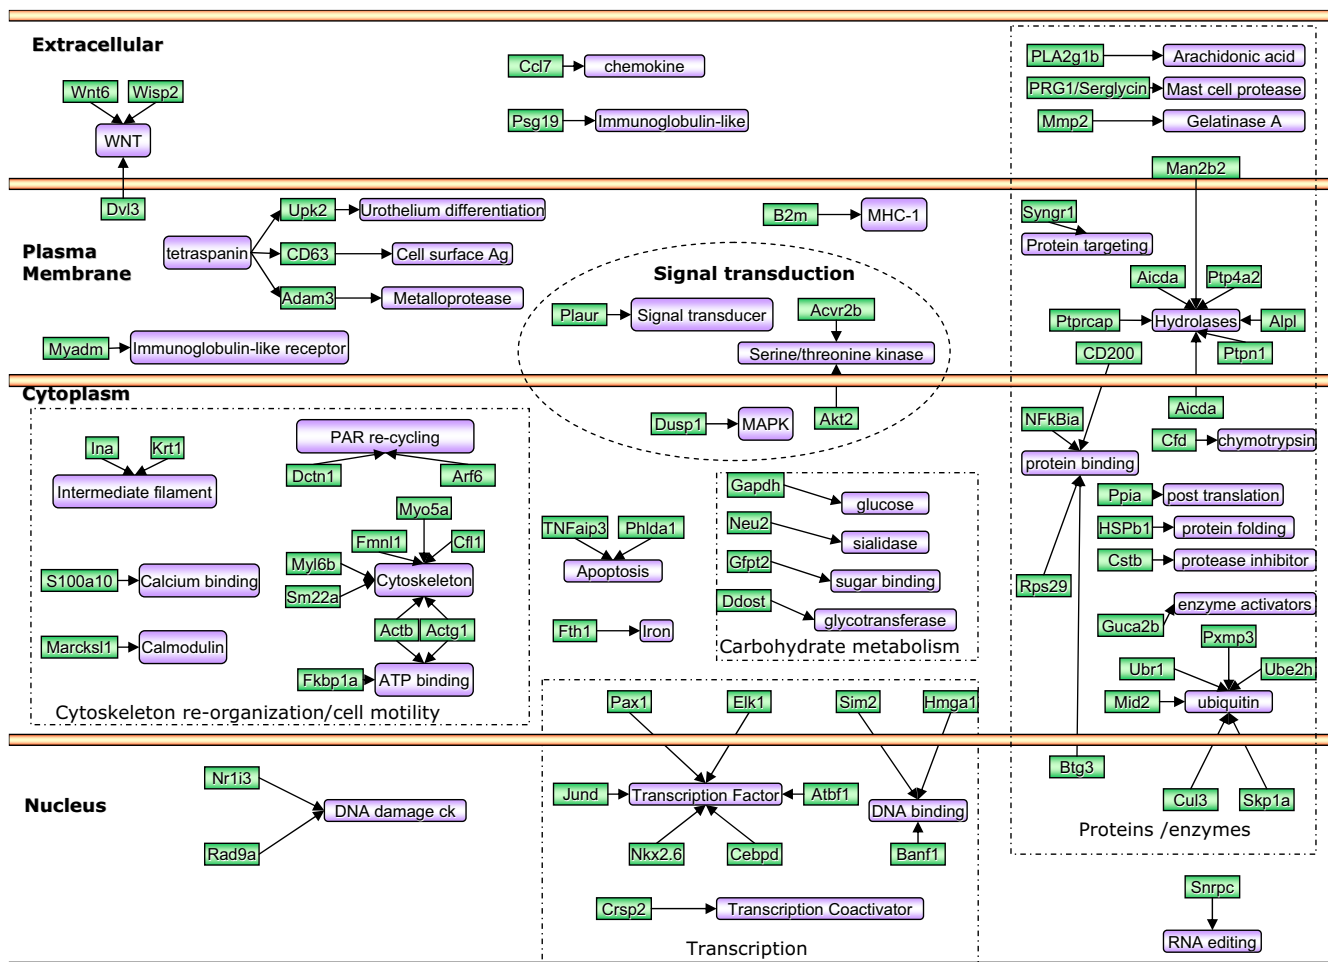 Extracellular
Ccl7
chemokine
PLA2g1b
Arachidonic acid
Wnt6
Wisp2
PRG1/Serglycin
Mast cell protease
Psg19
Immunoglobulin-like
Mmp2
Gelatinase A
WNT
Man2b2
Dvl3
Upk2
Urothelium differentiation
B2m
MHC-1
Syngr1
Plasma
Membrane
tetraspanin
CD63
Cell surface Ag
Protein targeting
Signal transduction
Aicda
Ptp4a2
Adam3
Metalloprotease
Plaur
Signal transducer
Acvr2b
Ptprcap
Hydrolases
Alpl
Myadm
Immunoglobulin-like receptor
Serine/threonine kinase
CD200
Ptpn1
Cytoplasm
Aicda
PAR re-cycling
Dusp1
MAPK
Akt2
NFkBia
Ina
Krt1
Cfd
chymotrypsin
Dctn1
Arf6
protein binding
Intermediate filament
Gapdh
glucose
Ppia
post translation
Myo5a
TNFaip3
Phlda1
Neu2
HSPb1
protein folding
Fmnl1
Cfl1
sialidase
Myl6b
Apoptosis
Gfpt2
Cstb
protease inhibitor
S100a10
Calcium binding
Cytoskeleton
sugar binding
Rps29
Sm22a
Ddost
enzyme activators
Actb
Actg1
Fth1
Iron
glycotransferase
Guca2b
Marcksl1
Calmodulin
Carbohydrate metabolism
Pxmp3
Fkbp1a
ATP binding
Ubr1
Ube2h
Cytoskeleton re-organization/cell motility
Pax1
Elk1
Sim2
Hmga1
Mid2
ubiquitin
Nr1i3
Btg3
Nucleus
DNA damage ck
Jund
Transcription Factor
Atbf1
DNA binding
Cul3
Skp1a
Proteins /enzymes
Rad9a
Nkx2.6
Cebpd
Banf1
Snrpc
Crsp2
Transcription Coactivator
Transcription
RNA editing